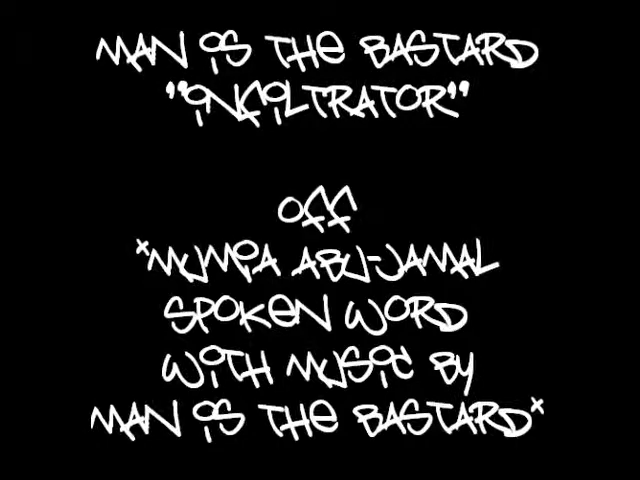 MAN iS THE BASTARD
"iNFiLTRATOR"
OFF
*MUMiA ABU-JAMAL
SPOKEN WORD
WiTH MUSiC BY
MAN iS THE BASTARD*